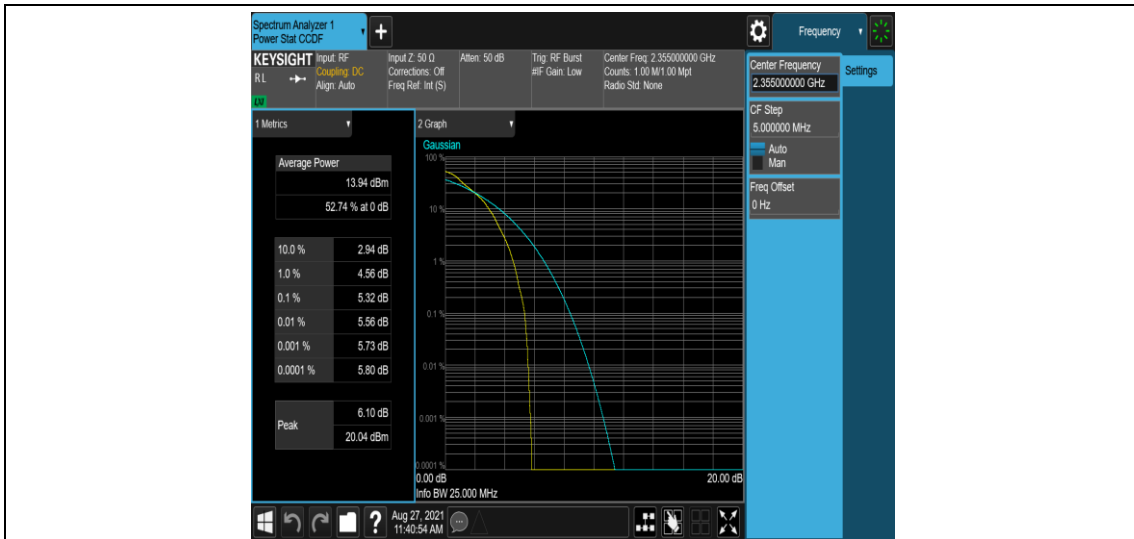 Spectrum Analyzer 1
Power Stat CCDF
+
Frequency
KEYSIGHT
RL
LXI
Input: RF
Coupling: DC
Align: Auto
Input Z: 50 Ω
Corrections: Off
Freq Ref: Int (S)
Atten: 50 dB
Trig: RF Burst
#IF Gain: Low
Center Freq: 2.355000000 GHz
Counts: 1.00 M/1.00 Mpt
Radio Std: None
Center Frequency
2.355000000 GHz
Settings
CF Step
5.000000 MHz
Auto
Man
Freq Offset
0 Hz
1 Metrics
Average Power
13.94 dBm
52.74 % at 0 dB
10.0 % 2.94 dB
1.0 % 4.56 dB
0.1 % 5.32 dB
0.01 % 5.56 dB
0.001 % 5.73 dB
0.0001 % 5.80 dB
Peak
6.10 dB
20.04 dBm
2 Graph
Gaussian
100 %
10 %
1 %
0.1 %
0.01 %
0.001 %
0.0001 %
0.00 dB 20.00 dB
Info BW 25.000 MHz
?
Aug 27, 2021
11:40:54 AM